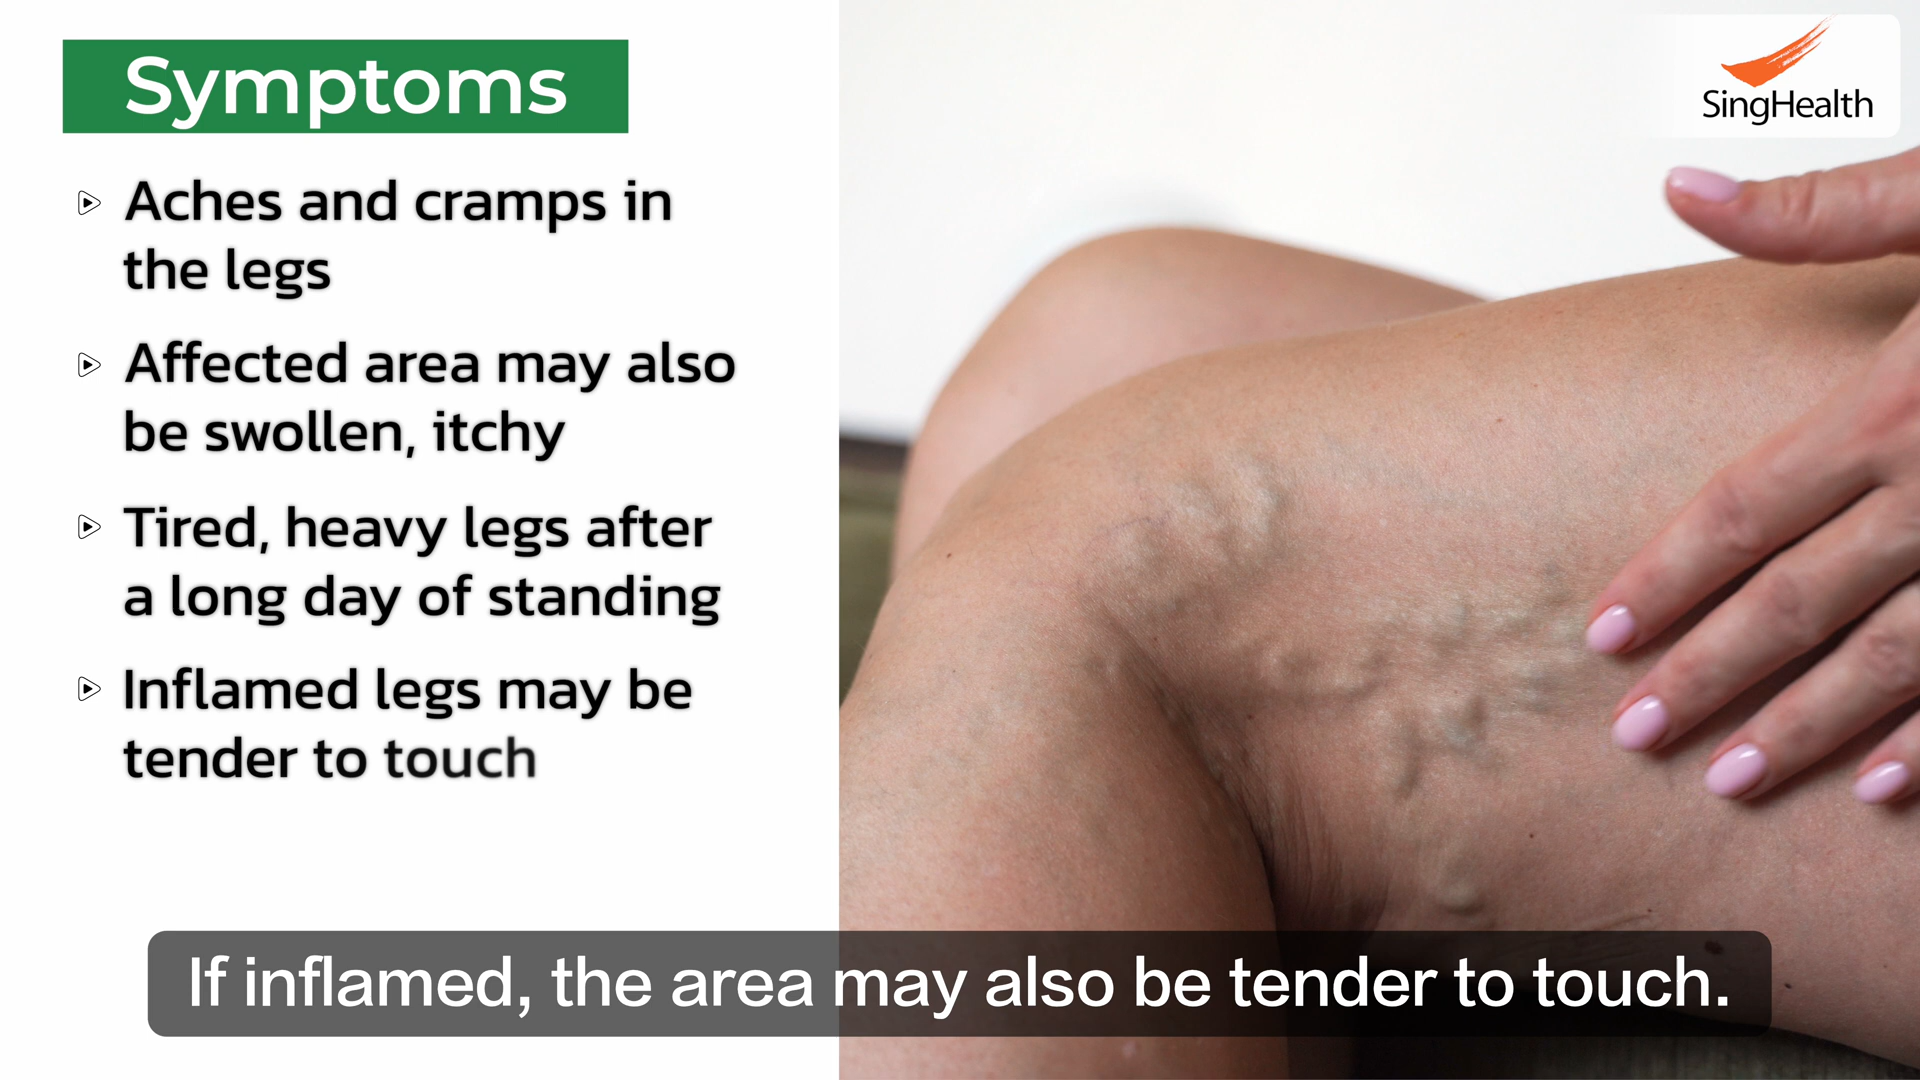 Symptoms
SingHealth
Aches and cramps in
the legs
Affected area may also
be swollen, itchy
Tired, heavy legs after
a long day of standing
Inflamed legs may be
tender to touch
If inflamed, the area may also be tender to touch.